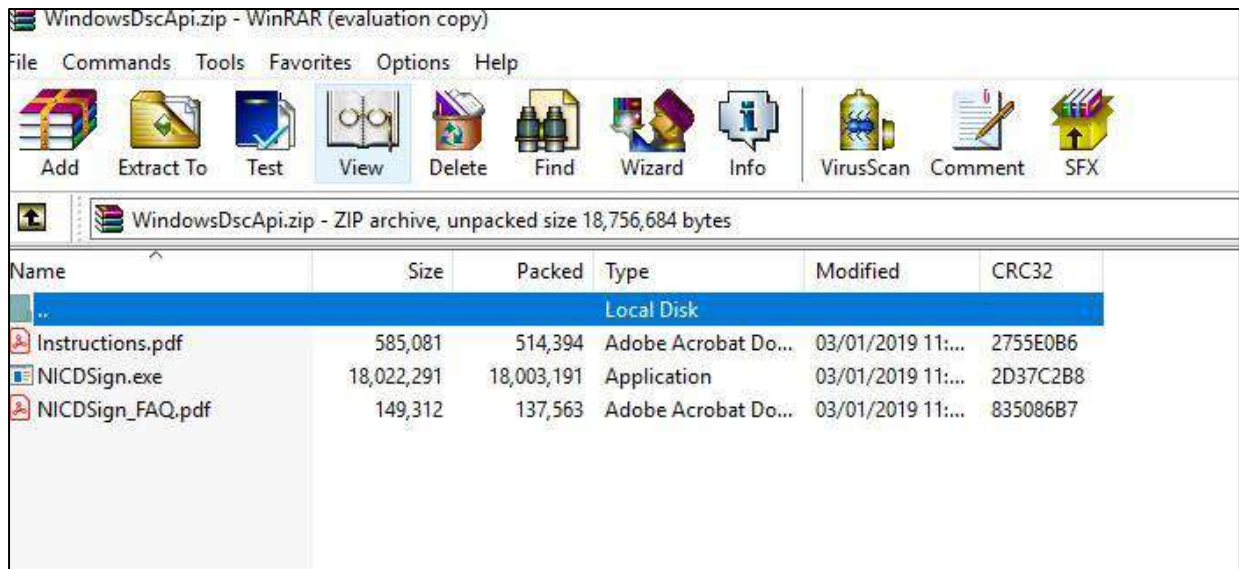 WindowsDscApi.zip - WinRAR (evaluation copy)
File Commands Tools Favorites Options Help
Add Extract To Test View Delete Find Wizard Info VirusScan Comment SFX
WindowsDscApi.zip - ZIP archive, unpacked size 18,756,684 bytes
Name Size Packed Type Modified CRC32
.. Local Disk
Instructions.pdf 585,081 514,394 Adobe Acrobat Do... 03/01/2019 11:... 2755E0B6
NICDSign.exe 18,022,291 18,003,191 Application 03/01/2019 11:... 2D37C2B8
NICDSign_FAQ.pdf 149,312 137,563 Adobe Acrobat Do... 03/01/2019 11:... 835086B7